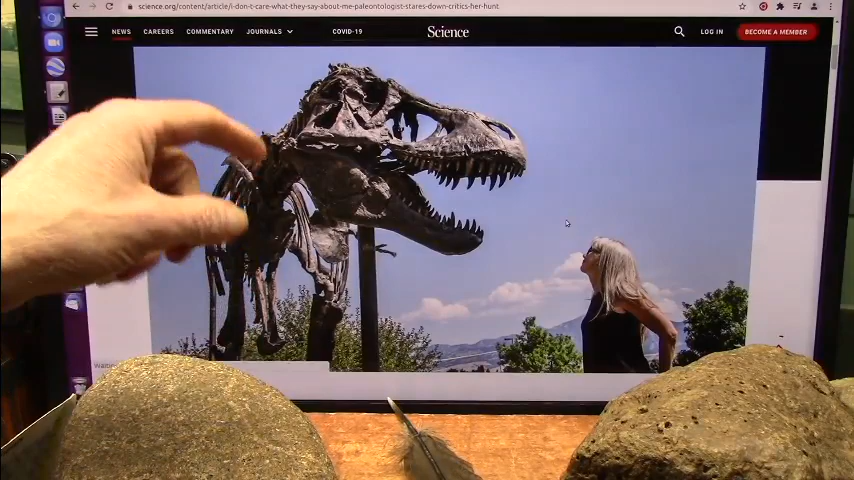 science.org/content/article/i-don-t-care-what-they-say-about-me-paleontologist-stares-down-critics-her-hunt
NEWS CAREERS COMMENTARY JOURNALS COVID-19 Science LOG IN BECOME A MEMBER